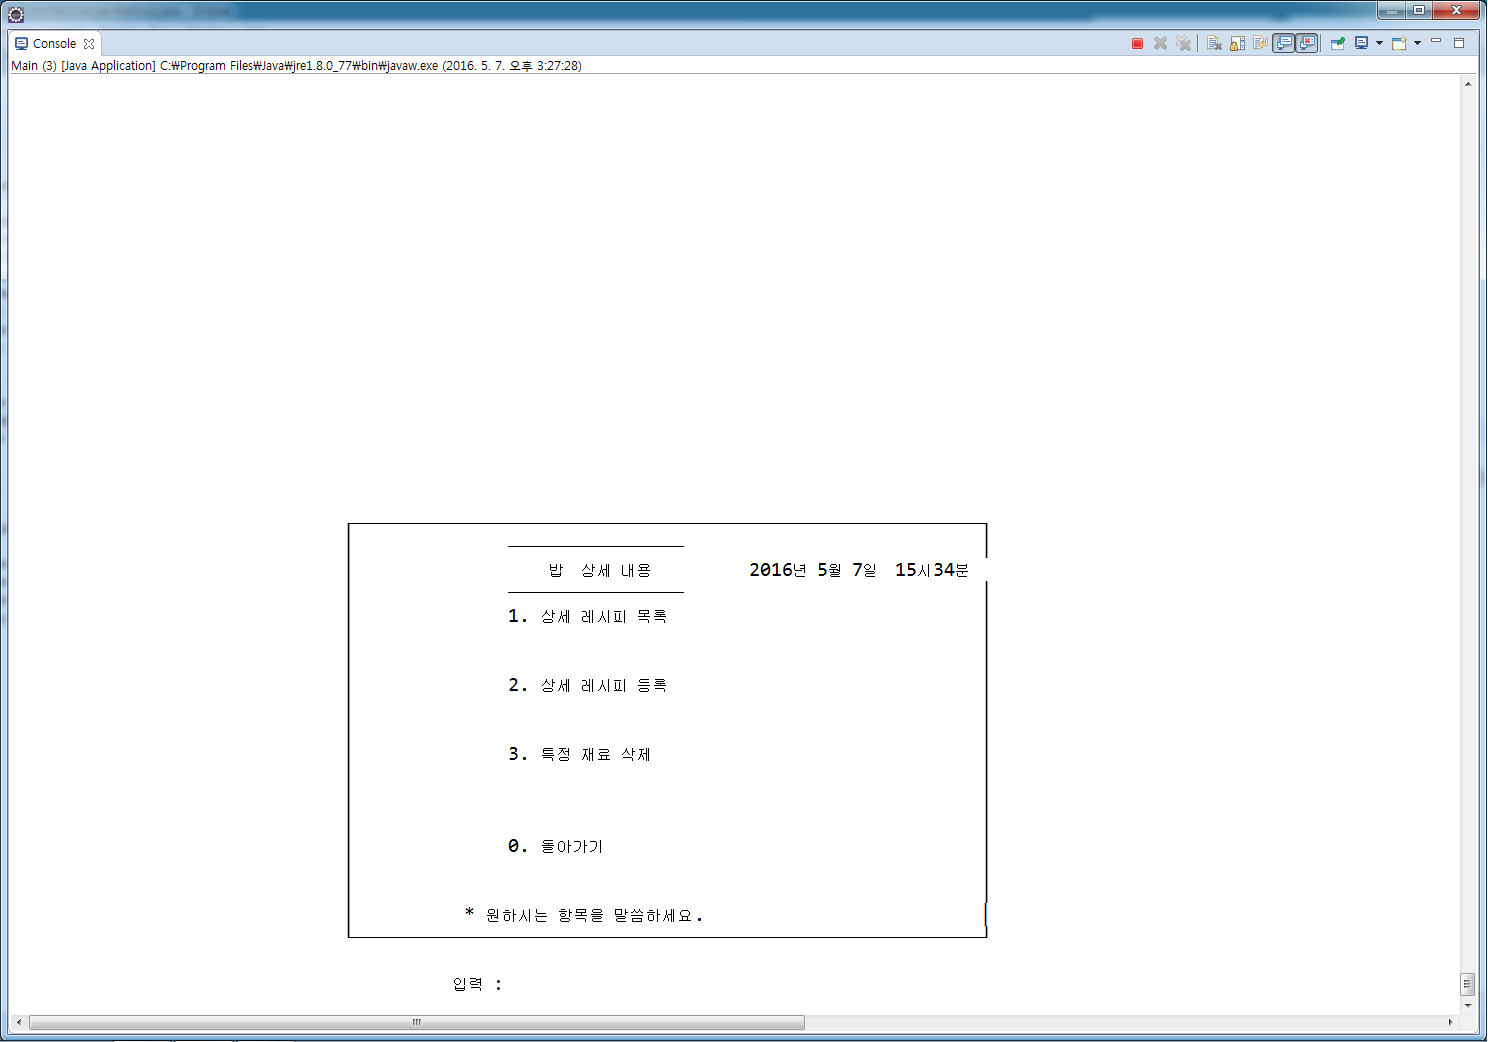 Console
Main (3) [Java Application] C:₩Program Files₩Java₩jre1.8.0_77₩bin₩javaw.exe (2016. 5. 7. 오후 3:27:28)
밥 상세 내용 2016년 5월 7일 15시34분
1. 상세 레시피 목록
2. 상세 레시피 등록
3. 특정 재료 삭제
0. 돌아가기
* 원하시는 항목을 말씀하세요.
입력 :